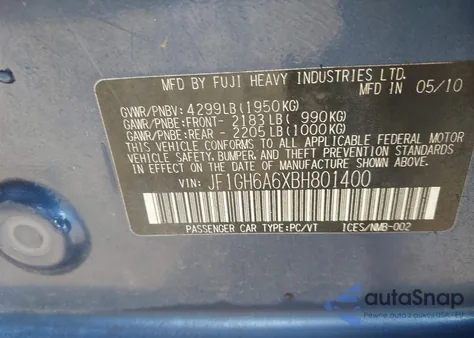 MFD BY FUJI HEAVY INDUSTRIES LTD.
IN 05/10
GVWR/PNBV: 4299LB(1950KG)
GAWR/PNBE:FRONT- 2183LB( 990KG)
GAWR/PNBE:REAR - 2205LB(1000KG)
THIS VEHICLE CONFORMS TO ALL APPLICABLE FEDERAL MOTOR
VEHICLE SAFETY, BUMPER AND THEFT PREVENTION STANDARDS
IN EFFECT ON THE DATE OF MANUFACTURE SHOWN ABOVE.
VIN: JF1GH6A6XBH801400
PASSENGER CAR TYPE:PC/VT ICES/NMB-002
autoSnap